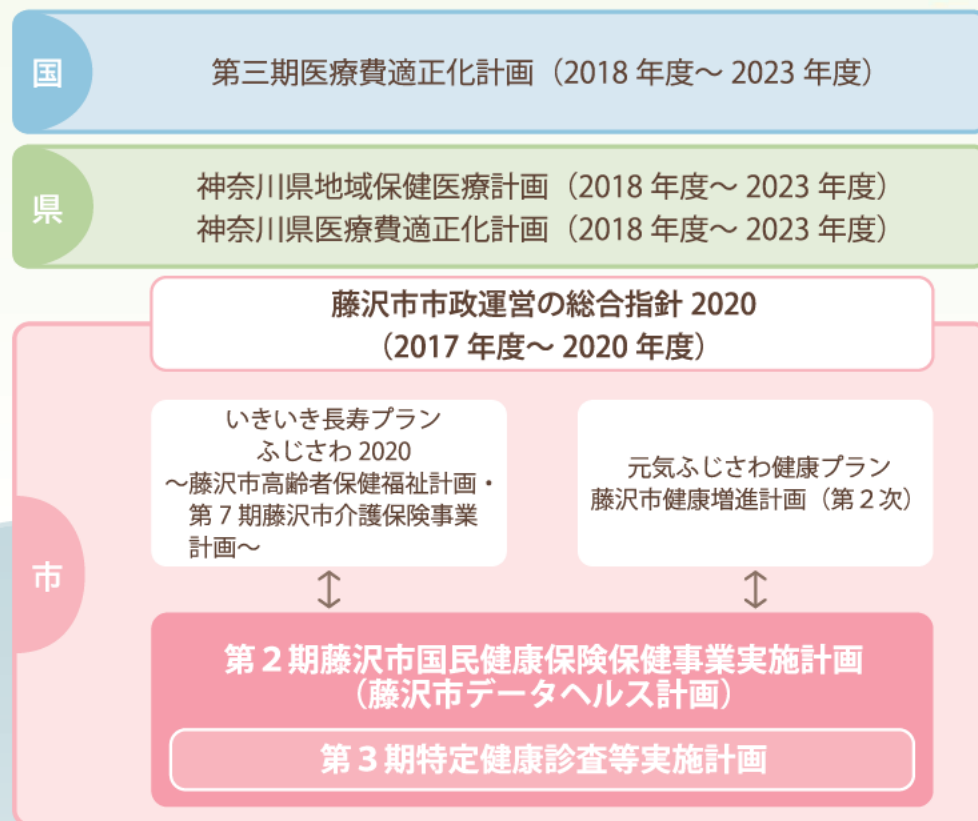 国
第三期医療費適正化計画（2018 年度～ 2023 年度）
県
神奈川県地域保健医療計画（2018 年度～ 2023 年度）
神奈川県医療費適正化計画（2018 年度～ 2023 年度）
藤沢市市政運営の総合指針 2020
（2017 年度～ 2020 年度）
市
いきいき長寿プラン
ふじさわ 2020
～藤沢市高齢者保健福祉計画・
第 7 期藤沢市介護保険事業
計画～
元気ふじさわ健康プラン
藤沢市健康増進計画（第２次）
↕
↕
第２期藤沢市国民健康保険保健事業実施計画
（藤沢市データヘルス計画）
第３期特定健康診査等実施計画